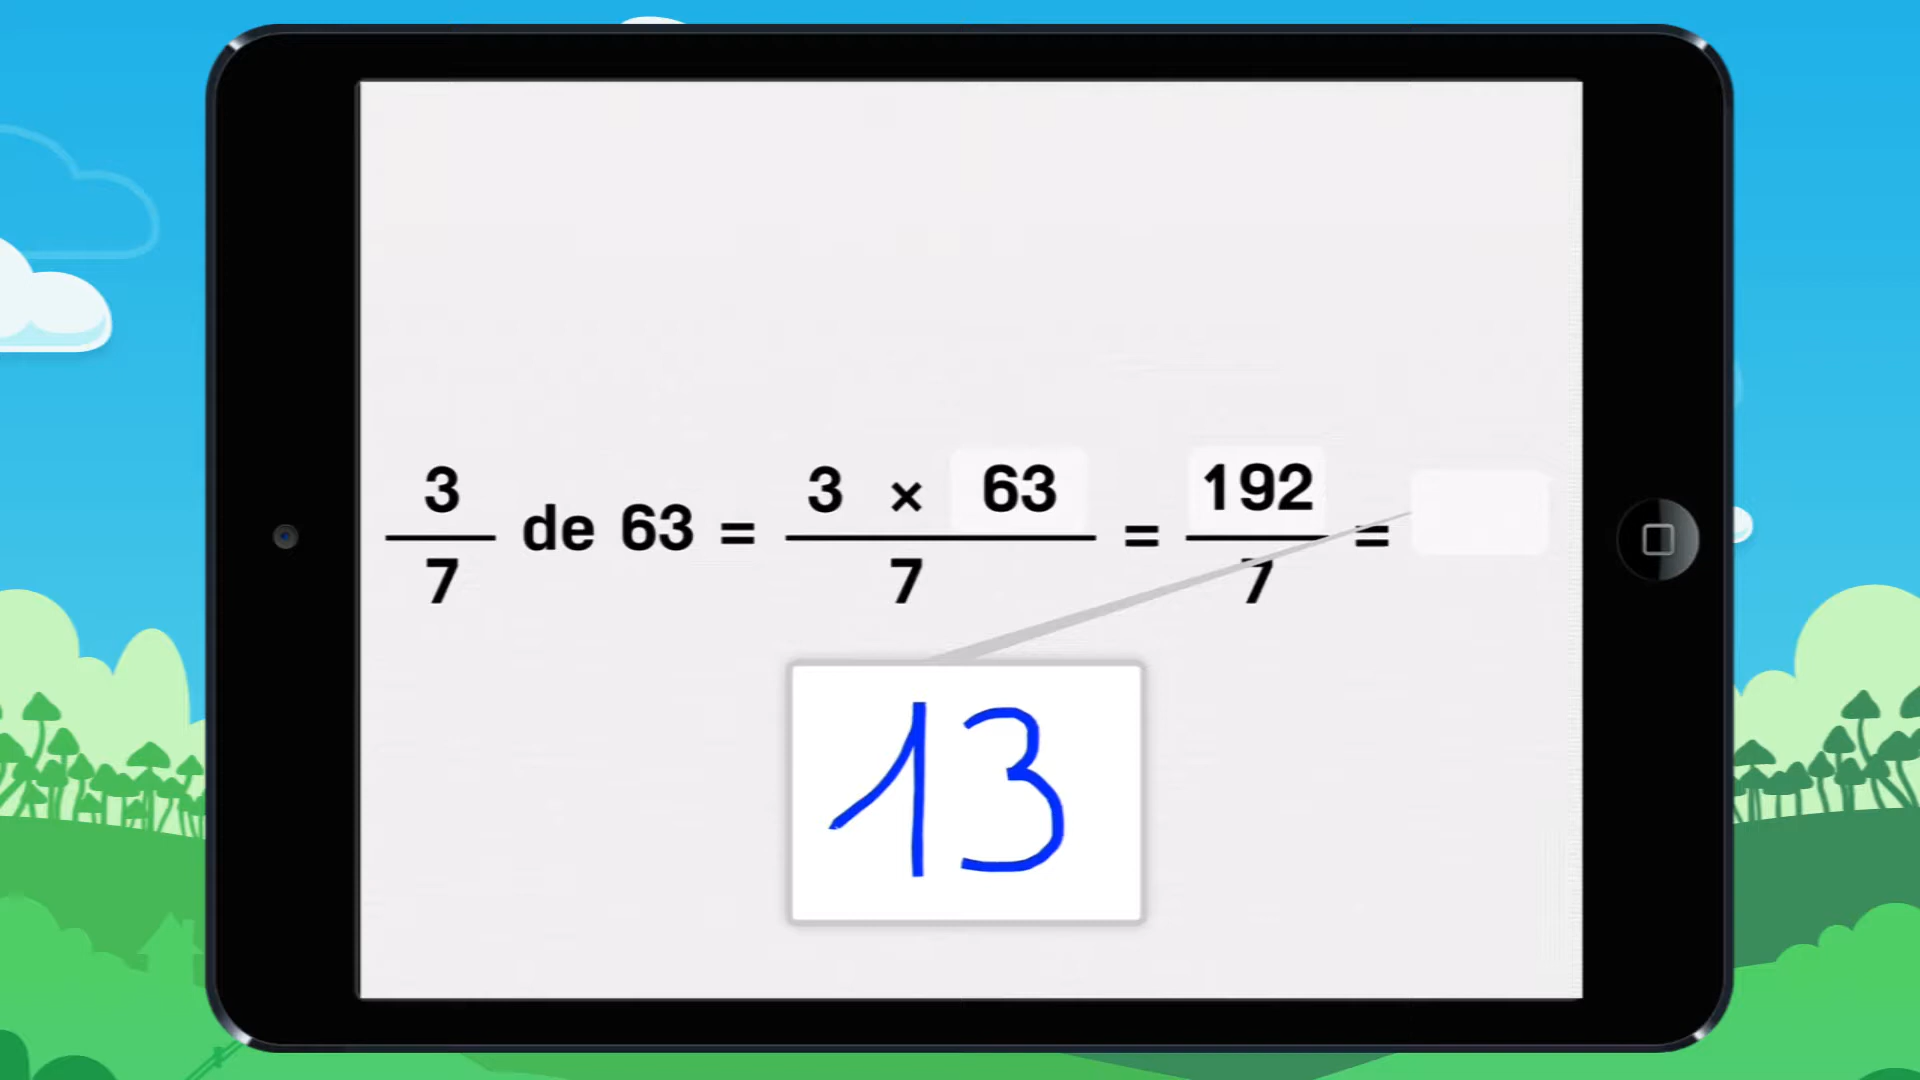 3/7 de 63 = 3 × 63/7 = 192/7 =
13